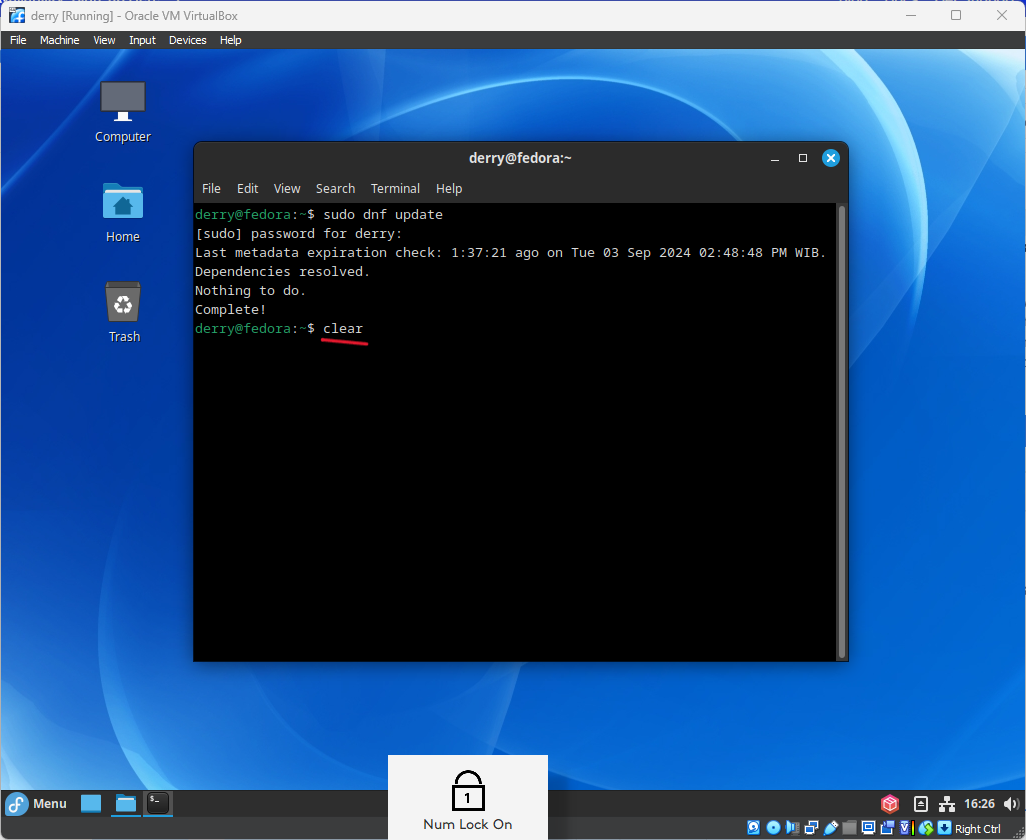 derry [Running] - Oracle VM VirtualBox
File Machine View Input Devices Help
Computer
Home
Trash
derry@fedora:~
File Edit View Search Terminal Help
derry@fedora:~$ sudo dnf update
[sudo] password for derry:
Last metadata expiration check: 1:37:21 ago on Tue 03 Sep 2024 02:48:48 PM WIB.
Dependencies resolved.
Nothing to do.
Complete!
derry@fedora:~$ clear
1
Num Lock On
Menu
16:26
Right Ctrl